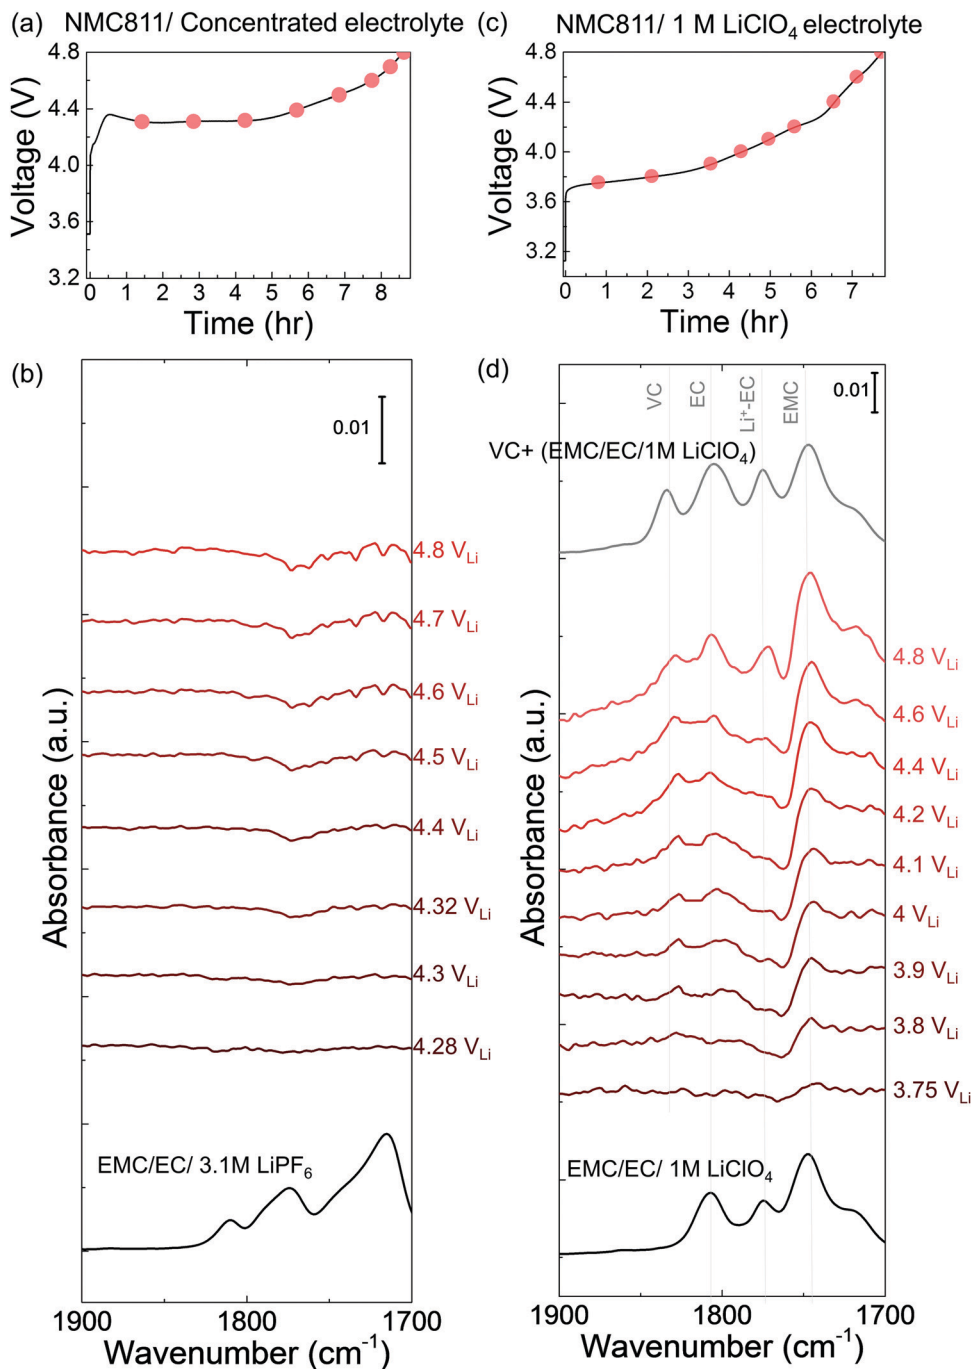 (a) NMC811/ Concentrated electrolyte
4.8
4.4
4.0
3.6
3.2
Voltage (V)
0 1 2 3 4 5 6 7 8
Time (hr)
(c) NMC811/ 1 M LiClO4 electrolyte
4.8
4.4
4.0
3.6
3.2
Voltage (V)
0 1 2 3 4 5 6 7
Time (hr)
(b)
0.01
4.8 VLi
4.7 VLi
4.6 VLi
4.5 VLi
4.4 VLi
4.32 VLi
4.3 VLi
4.28 VLi
EMC/EC/ 3.1M LiPF6
Absorbance (a.u.)
1900 1800 1700
Wavenumber (cm-1)
(d)
VC
EC
Li+-EC
EMC
0.01
VC+ (EMC/EC/1M LiClO4)
4.8 VLi
4.6 VLi
4.4 VLi
4.2 VLi
4.1 VLi
4 VLi
3.9 VLi
3.8 VLi
3.75 VLi
EMC/EC/ 1M LiClO4
Absorbance (a.u.)
1900 1800 1700
Wavenumber (cm-1)